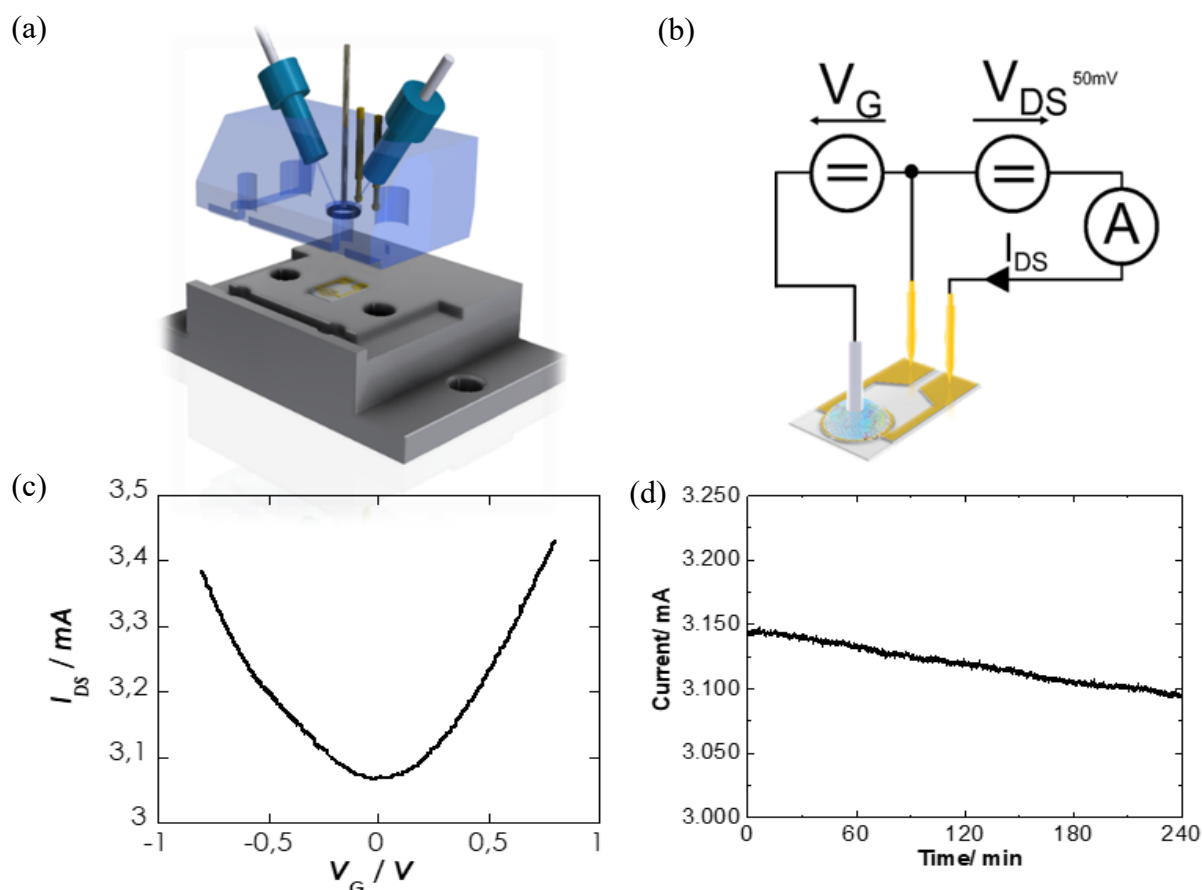 (a)
(b)
V_G
V_DS 50mV
A
I_DS
(c)
3,5
3,4
3,3
3,2
3,1
3
I_DS / mA
-1
-0,5
0
0,5
1
V_G / V
(d)
3.250
3.200
3.150
3.100
3.050
3.000
Current/ mA
0
60
120
180
240
Time/ min